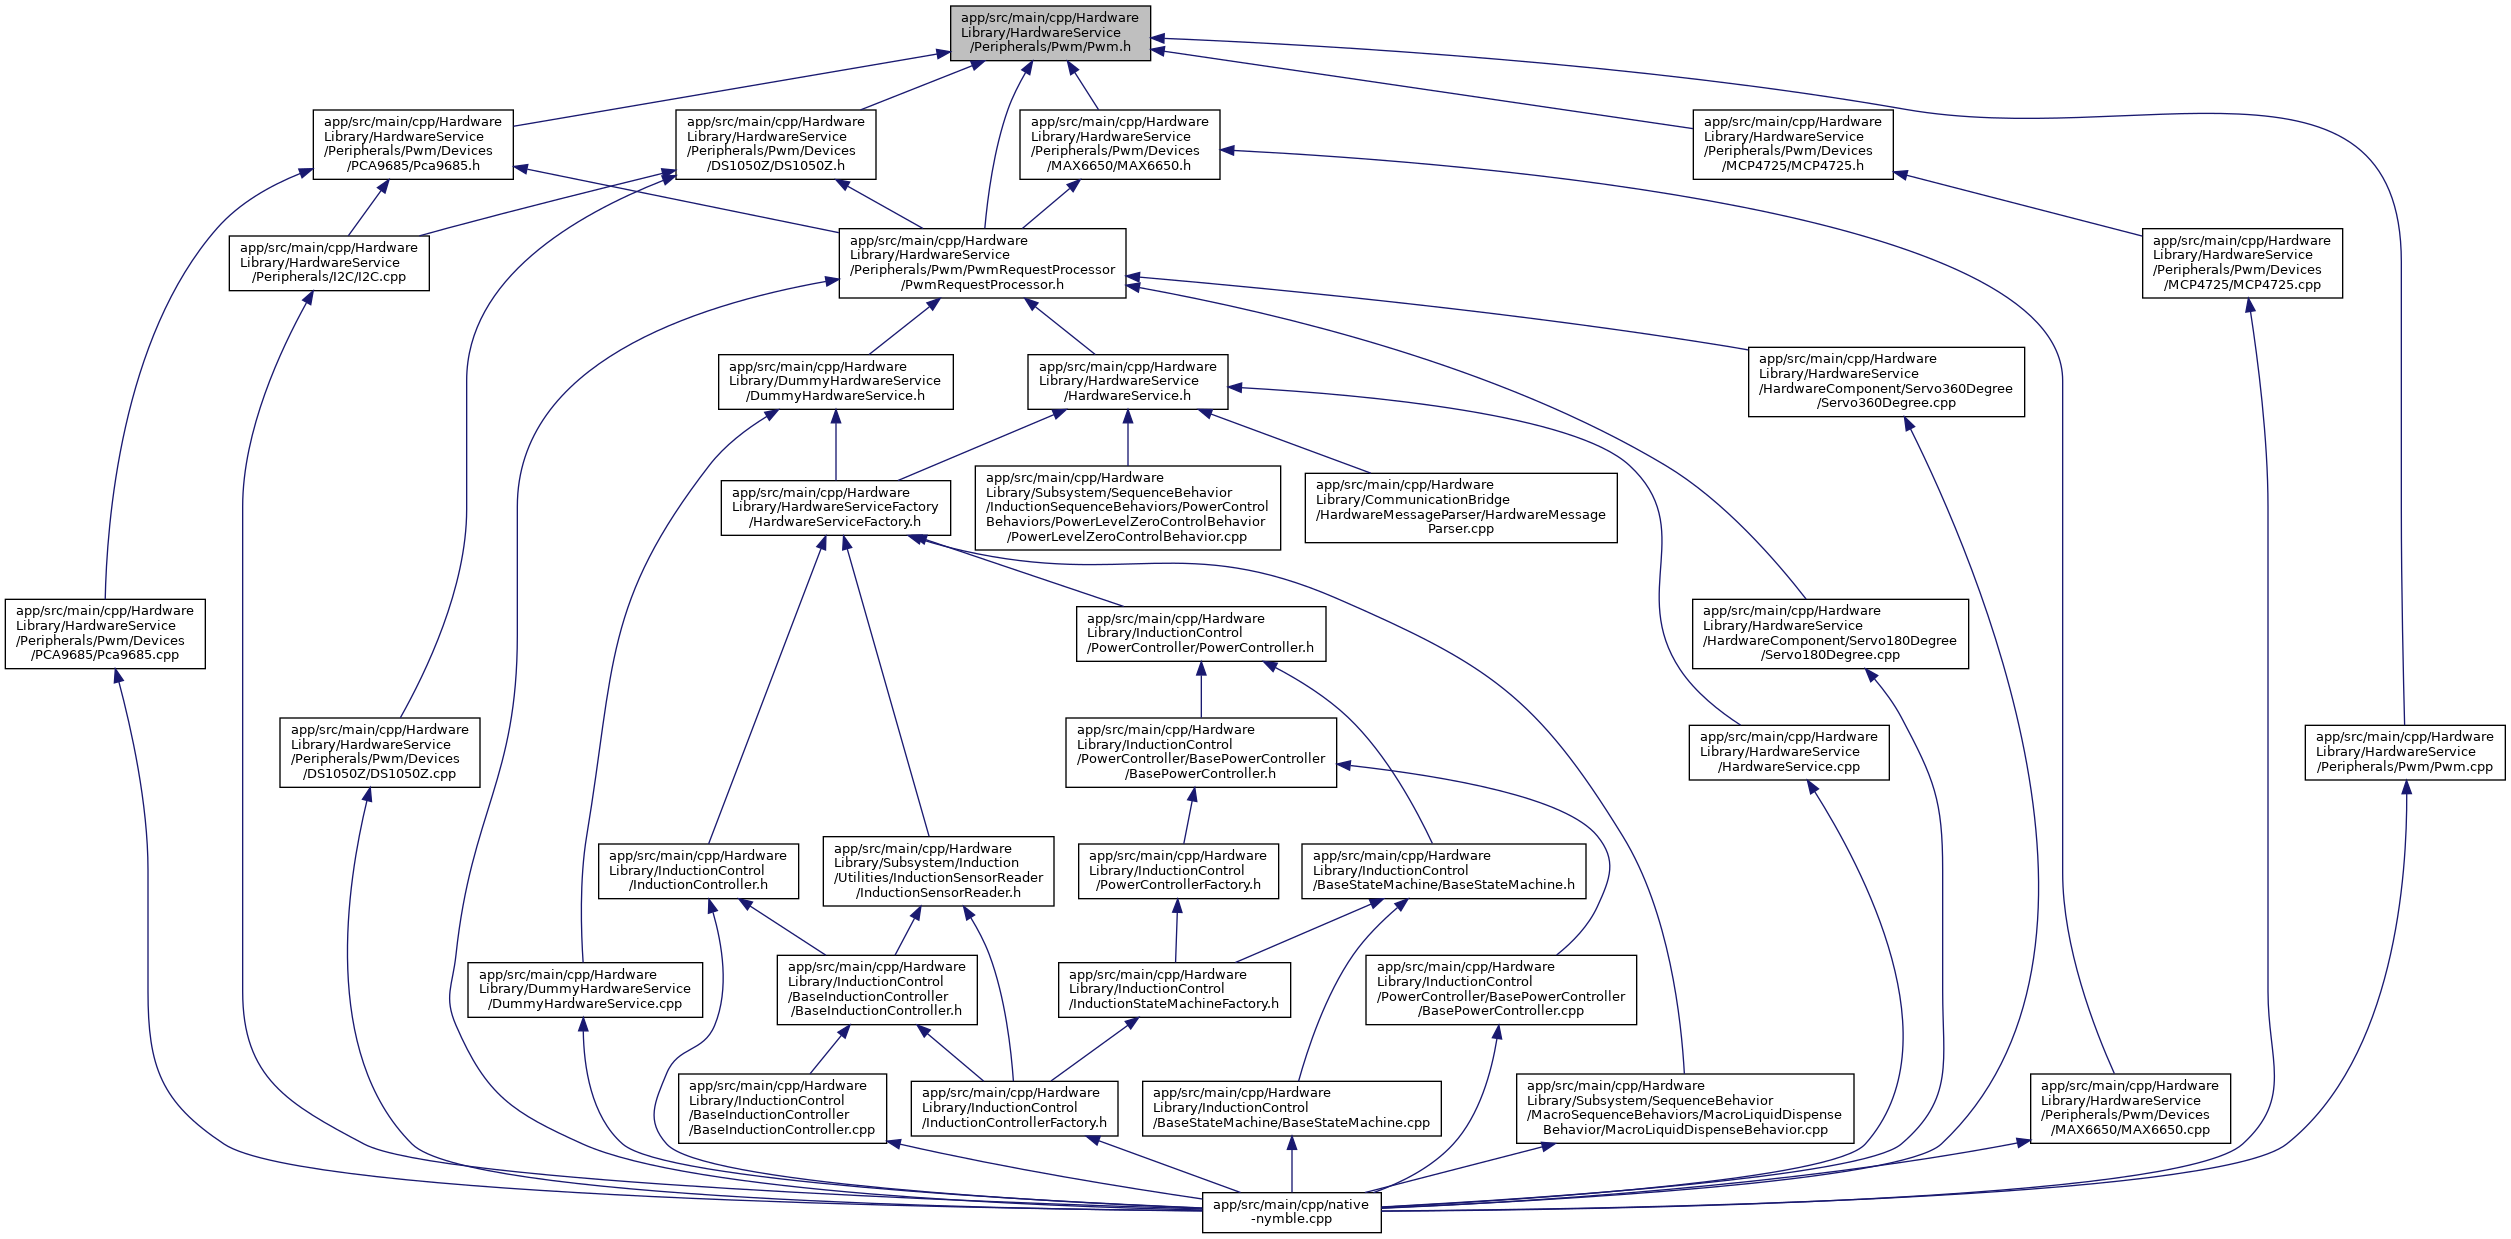 app/src/main/cpp/Hardware
Library/HardwareService
/Peripherals/Pwm/Pwm.h
app/src/main/cpp/Hardware
Library/HardwareService
/Peripherals/Pwm/Devices
/PCA9685/Pca9685.h
app/src/main/cpp/Hardware
Library/HardwareService
/Peripherals/Pwm/Devices
/DS1050Z/DS1050Z.h
app/src/main/cpp/Hardware
Library/HardwareService
/Peripherals/Pwm/Devices
/MAX6650/MAX6650.h
app/src/main/cpp/Hardware
Library/HardwareService
/Peripherals/Pwm/Devices
/MCP4725/MCP4725.h
app/src/main/cpp/Hardware
Library/HardwareService
/Peripherals/I2C/I2C.cpp
app/src/main/cpp/Hardware
Library/HardwareService
/Peripherals/Pwm/PwmRequestProcessor
/PwmRequestProcessor.h
app/src/main/cpp/Hardware
Library/HardwareService
/Peripherals/Pwm/Devices
/MCP4725/MCP4725.cpp
app/src/main/cpp/Hardware
Library/DummyHardwareService
/DummyHardwareService.h
app/src/main/cpp/Hardware
Library/HardwareService
/HardwareService.h
app/src/main/cpp/Hardware
Library/HardwareService
/HardwareComponent/Servo360Degree
/Servo360Degree.cpp
app/src/main/cpp/Hardware
Library/HardwareServiceFactory
/HardwareServiceFactory.h
app/src/main/cpp/Hardware
Library/Subsystem/SequenceBehavior
/InductionSequenceBehaviors/PowerControl
Behaviors/PowerLevelZeroControlBehavior
/PowerLevelZeroControlBehavior.cpp
app/src/main/cpp/Hardware
Library/CommunicationBridge
/HardwareMessageParser/HardwareMessage
Parser.cpp
app/src/main/cpp/Hardware
Library/HardwareService
/Peripherals/Pwm/Devices
/PCA9685/Pca9685.cpp
app/src/main/cpp/Hardware
Library/InductionControl
/PowerController/PowerController.h
app/src/main/cpp/Hardware
Library/HardwareService
/HardwareComponent/Servo180Degree
/Servo180Degree.cpp
app/src/main/cpp/Hardware
Library/HardwareService
/Peripherals/Pwm/Devices
/DS1050Z/DS1050Z.cpp
app/src/main/cpp/Hardware
Library/InductionControl
/PowerController/BasePowerController
/BasePowerController.h
app/src/main/cpp/Hardware
Library/HardwareService
/HardwareService.cpp
app/src/main/cpp/Hardware
Library/HardwareService
/Peripherals/Pwm/Pwm.cpp
app/src/main/cpp/Hardware
Library/InductionControl
/InductionController.h
app/src/main/cpp/Hardware
Library/Subsystem/Induction
/Utilities/InductionSensorReader
/InductionSensorReader.h
app/src/main/cpp/Hardware
Library/InductionControl
/PowerControllerFactory.h
app/src/main/cpp/Hardware
Library/InductionControl
/BaseStateMachine/BaseStateMachine.h
app/src/main/cpp/Hardware
Library/DummyHardwareService
/DummyHardwareService.cpp
app/src/main/cpp/Hardware
Library/InductionControl
/BaseInductionController
/BaseInductionController.h
app/src/main/cpp/Hardware
Library/InductionControl
/InductionStateMachineFactory.h
app/src/main/cpp/Hardware
Library/InductionControl
/PowerController/BasePowerController
/BasePowerController.cpp
app/src/main/cpp/Hardware
Library/InductionControl
/BaseInductionController
/BaseInductionController.cpp
app/src/main/cpp/Hardware
Library/InductionControl
/InductionControllerFactory.h
app/src/main/cpp/Hardware
Library/InductionControl
/BaseStateMachine/BaseStateMachine.cpp
app/src/main/cpp/Hardware
Library/Subsystem/SequenceBehavior
/MacroSequenceBehaviors/MacroLiquidDispense
Behavior/MacroLiquidDispenseBehavior.cpp
app/src/main/cpp/Hardware
Library/HardwareService
/Peripherals/Pwm/Devices
/MAX6650/MAX6650.cpp
app/src/main/cpp/native
-nymble.cpp